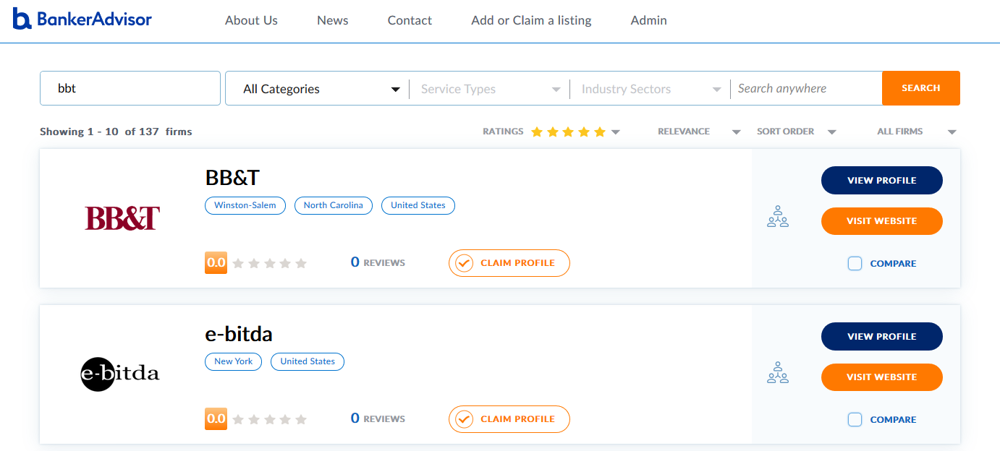 BankerAdvisor About Us News Contact Add or Claim a listing Admin
bbt All Categories Service Types Industry Sectors Search anywhere SEARCH
Showing 1 - 10 of 137 firms RATINGS RELEVANCE SORT ORDER ALL FIRMS
BB&T
Winston-Salem North Carolina United States
BB&T
0.0 0 REVIEWS CLAIM PROFILE
VIEW PROFILE
VISIT WEBSITE
COMPARE
e-bitda
New York United States
e-bitda
0.0 0 REVIEWS CLAIM PROFILE
VIEW PROFILE
VISIT WEBSITE
COMPARE